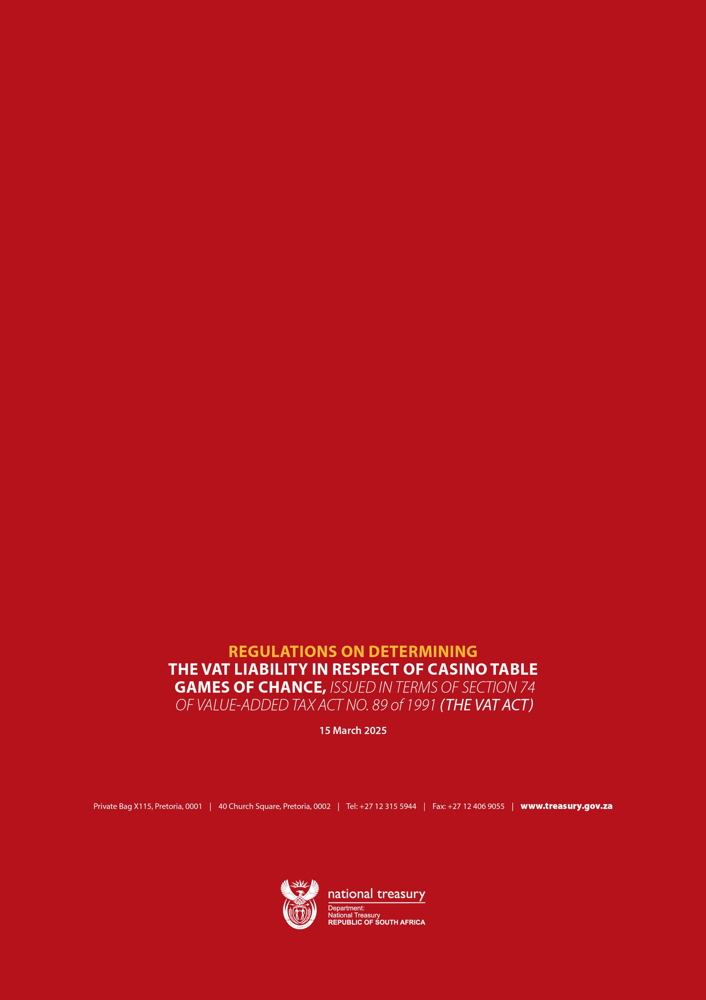 REGULATIONS ON DETERMINING
THE VAT LIABILITY IN RESPECT OF CASINO TABLE
GAMES OF CHANCE, ISSUED IN TERMS OF SECTION 74
OF VALUE-ADDED TAX ACT NO. 89 of 1991 (THE VAT ACT)
15 March 2025
Private Bag X115, Pretoria, 0001 | 40 Church Square, Pretoria, 0002 | Tel: +27 12 315 5944 | Fax: +27 12 406 9055 | www.treasury.gov.za
national treasury
Department:
National Treasury
REPUBLIC OF SOUTH AFRICA